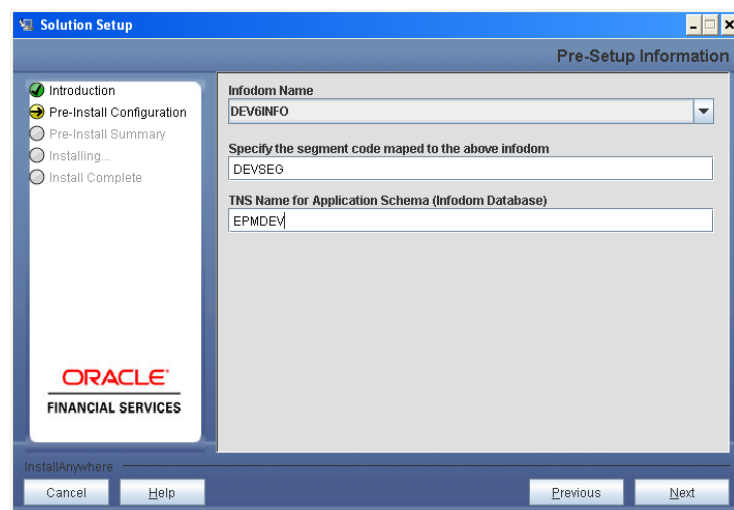 Solution Setup
Pre-Setup Information
Introduction
Pre-Install Configuration
Pre-Install Summary
Installing...
Install Complete
ORACLE
FINANCIAL SERVICES
Infodom Name
DEV6INFO
Specify the segment code maped to the above infodom
DEVSEG
TNS Name for Application Schema (Infodom Database)
EPMDEV
InstallAnywhere
Cancel
Help
Previous
Next